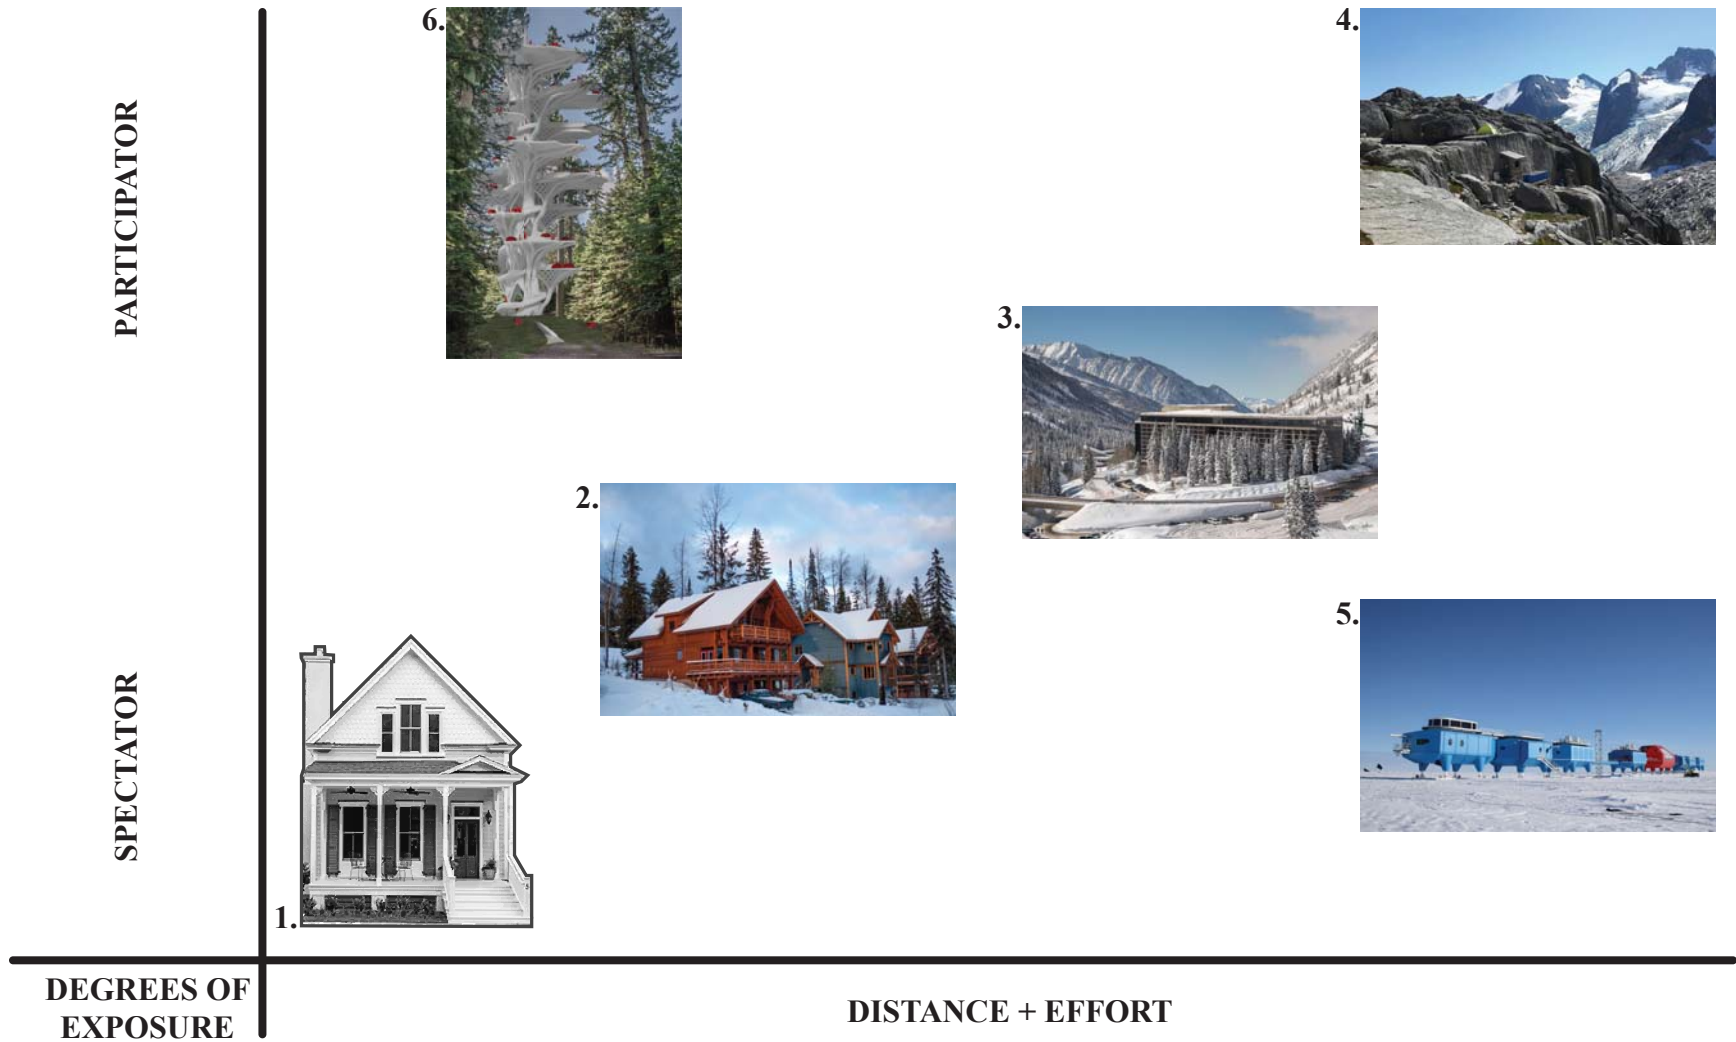 6.
4.
PARTICIPATOR
3.
2.
5.
SPECTATOR
1.
DEGREES OF
EXPOSURE
DISTANCE + EFFORT